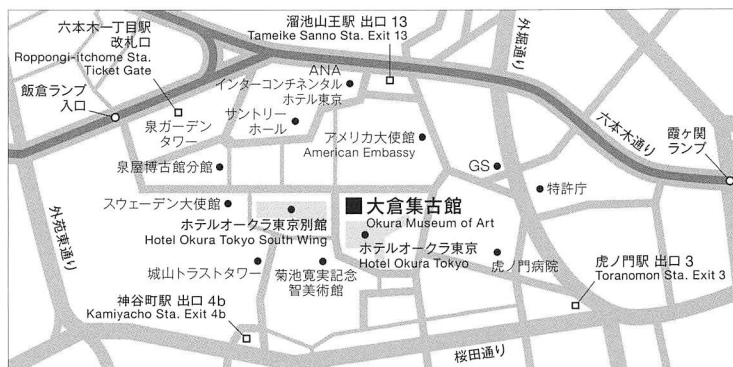 六本木一丁目駅
改札口
Roppongi-itchome Sta.
Ticket Gate
溜池山王駅 出口 13
Tameike Sanno Sta. Exit 13
外堀通り
飯倉ランプ
入口
泉ガーデン
タワー
ANA
インターコンチネンタル
ホテル東京
サントリー
ホール
アメリカ大使館
American Embassy
六本木通り
霞ヶ関
ランプ
泉屋博古館分館
GS
特許庁
スウェーデン大使館
大倉集古館
Okura Museum of Art
ホテルオークラ東京別館
Hotel Okura Tokyo South Wing
ホテルオークラ東京
Hotel Okura Tokyo
外苑東通り
城山トラストタワー
菊池寛実記念
智美術館
虎ノ門病院
虎ノ門駅 出口 3
Toranomon Sta. Exit 3
神谷町駅 出口 4b
Kamiyacho Sta. Exit 4b
桜田通り